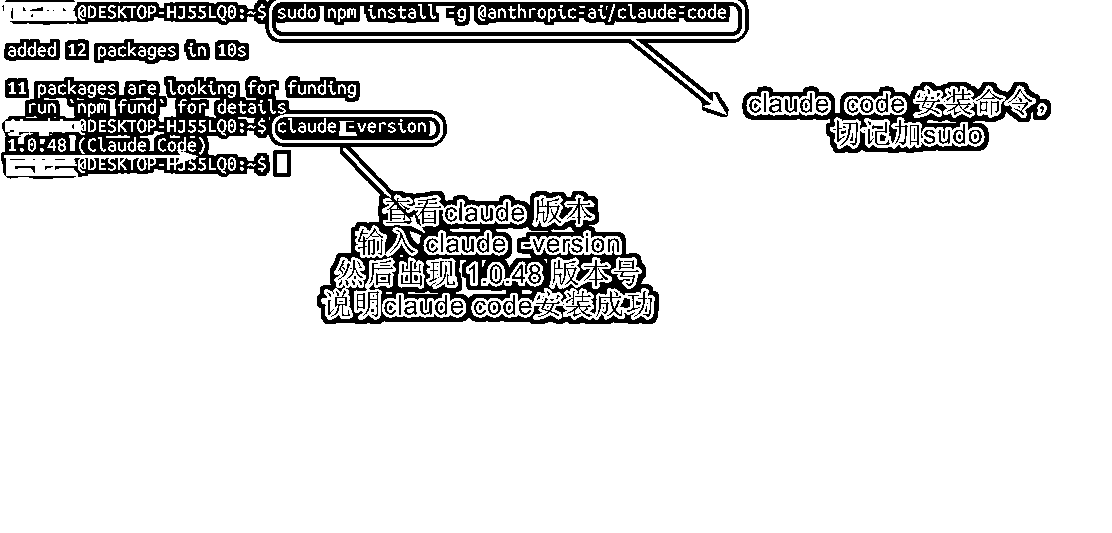 @DESKTOP-HJ55LQ0:~$ sudo npm install -g @anthropic-ai/claude-code
added 12 packages in 10s
11 packages are looking for funding
run `npm fund` for details
@DESKTOP-HJ55LQ0:~$ claude -version
1.0.48 (Claude Code)
@DESKTOP-HJ55LQ0:~$
claude code 安装命令,
切记加sudo
查看claude 版本
输入 claude -version
然后出现 1.0.48 版本号
说明claude code安装成功